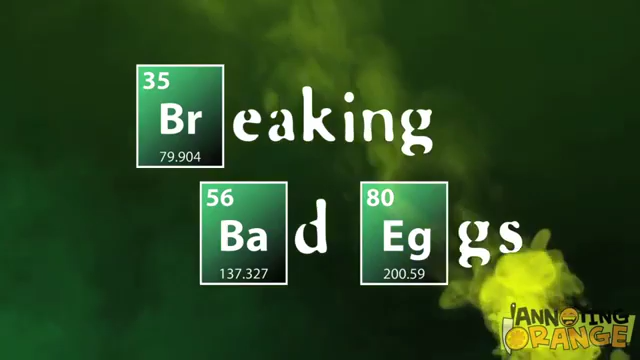 35
Breaking
79.904
56 80
Bad Eggs
137.327 200.59
ANNOYING
ORANGE